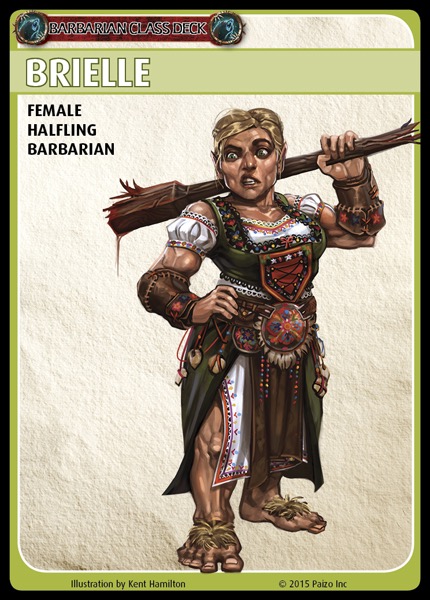 BARBARIAN CLASS DECK
BRIELLE
FEMALE
HALFLING
BARBARIAN
Illustration by Kent Hamilton
© 2015 Paizo Inc